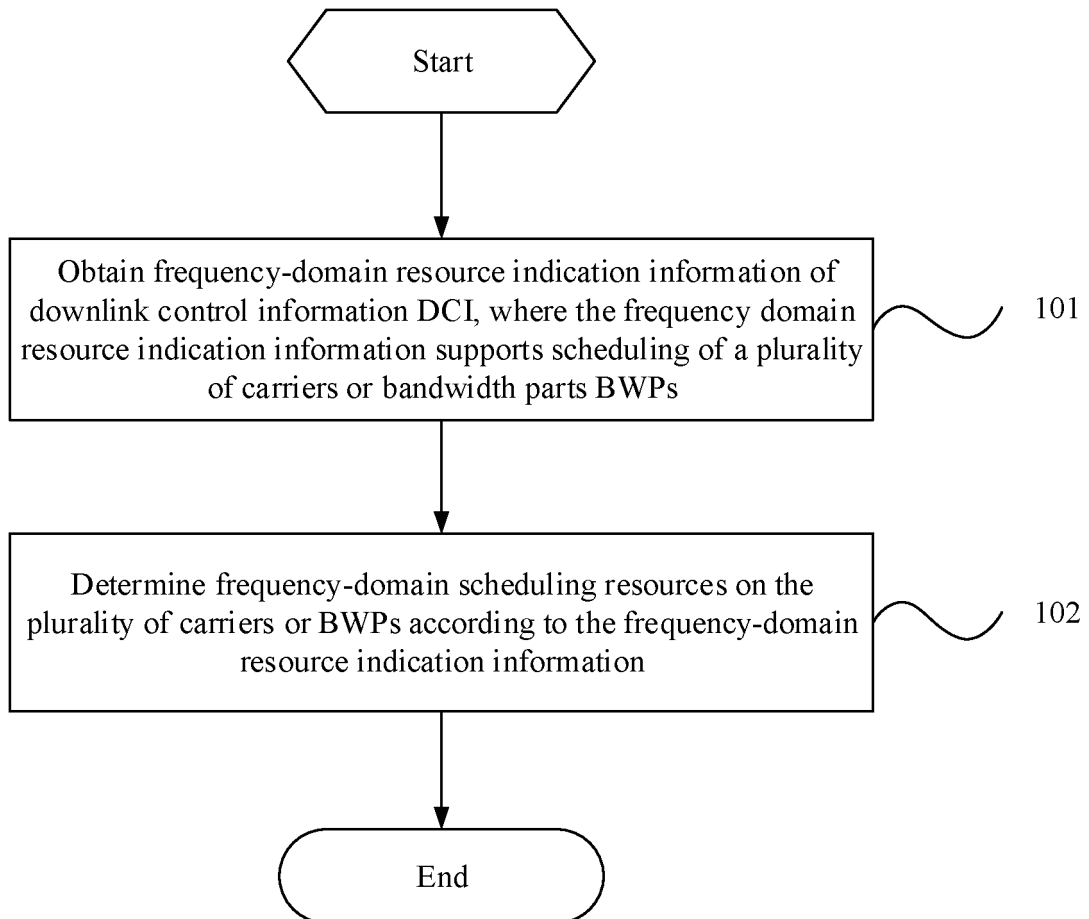 Start
Obtain frequency-domain resource indication information of
downlink control information DCI, where the frequency domain
resource indication information supports scheduling of a plurality
of carriers or bandwidth parts BWPs
101
Determine frequency-domain scheduling resources on the
plurality of carriers or BWPs according to the frequency-domain
resource indication information
102
End